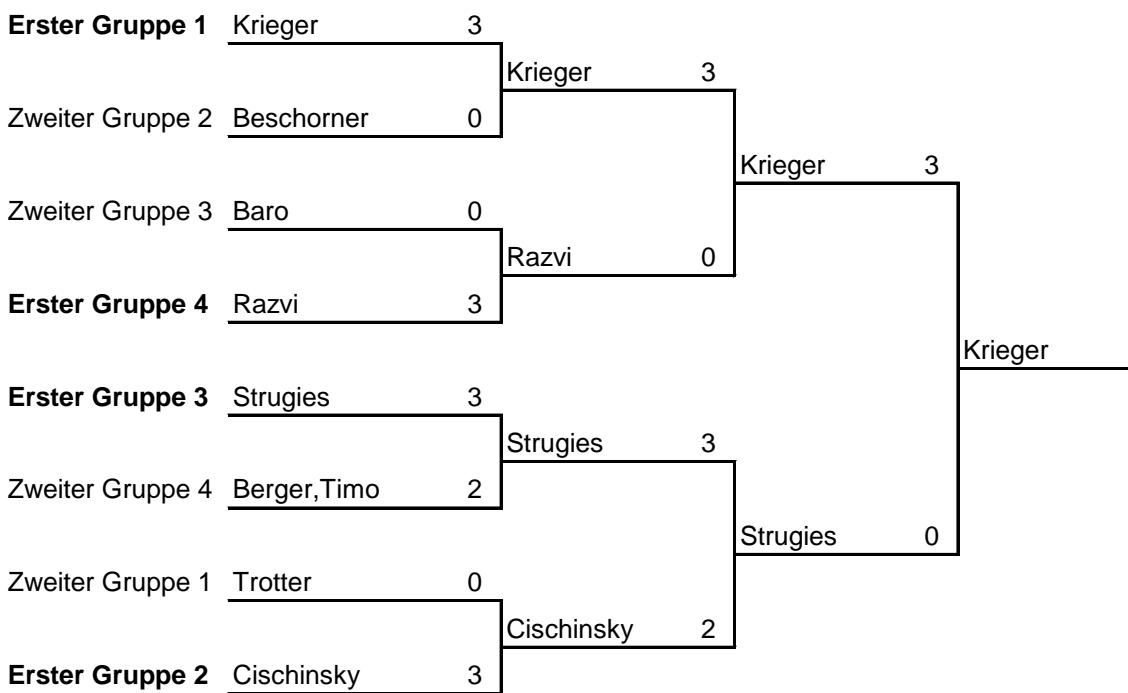 Erster Gruppe 1 Krieger 3
Krieger 3
Zweiter Gruppe 2 Beschorner 0
Krieger 3
Zweiter Gruppe 3 Baro 0
Razvi 0
Erster Gruppe 4 Razvi 3
Krieger
Erster Gruppe 3 Strugies 3
Strugies 3
Zweiter Gruppe 4 Berger,Timo 2
Strugies 0
Zweiter Gruppe 1 Trotter 0
Cischinsky 2
Erster Gruppe 2 Cischinsky 3